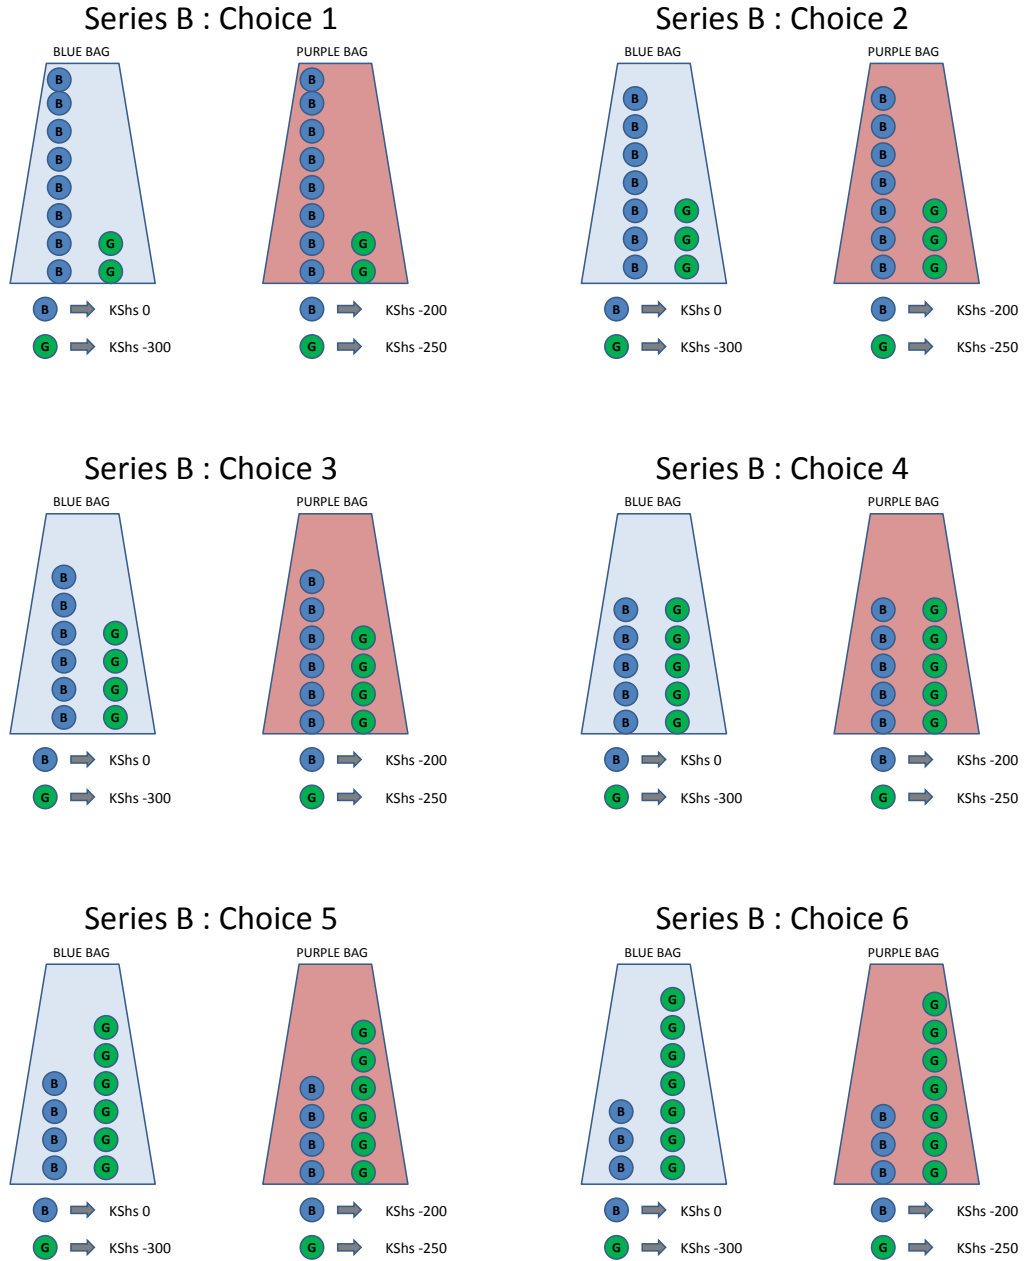 Series B : Choice 1
BLUE BAG
B
B
B
B
B
B
B G
B G
B KShs 0
G KShs -300
PURPLE BAG
B
B
B
B
B
B
B G
B G
B KShs -200
G KShs -250
Series B : Choice 2
BLUE BAG
B
B
B
B
B G
B G
B G
B KShs 0
G KShs -300
PURPLE BAG
B
B
B
B
B G
B G
B G
B KShs -200
G KShs -250
Series B : Choice 3
BLUE BAG
B
B
B G
B G
B G
B G
B KShs 0
G KShs -300
PURPLE BAG
B
B
B G
B G
B G
B G
B KShs -200
G KShs -250
Series B : Choice 4
BLUE BAG
B G
B G
B G
B G
B G
B KShs 0
G KShs -300
PURPLE BAG
B G
B G
B G
B G
B G
B KShs -200
G KShs -250
Series B : Choice 5
BLUE BAG
G
G
B G
B G
B G
B G
B KShs 0
G KShs -300
PURPLE BAG
G
G
B G
B G
B G
B G
B KShs -200
G KShs -250
Series B : Choice 6
BLUE BAG
G
G
G
G
B G
B G
B G
B KShs 0
G KShs -300
PURPLE BAG
G
G
G
G
B G
B G
B G
B KShs -200
G KShs -250